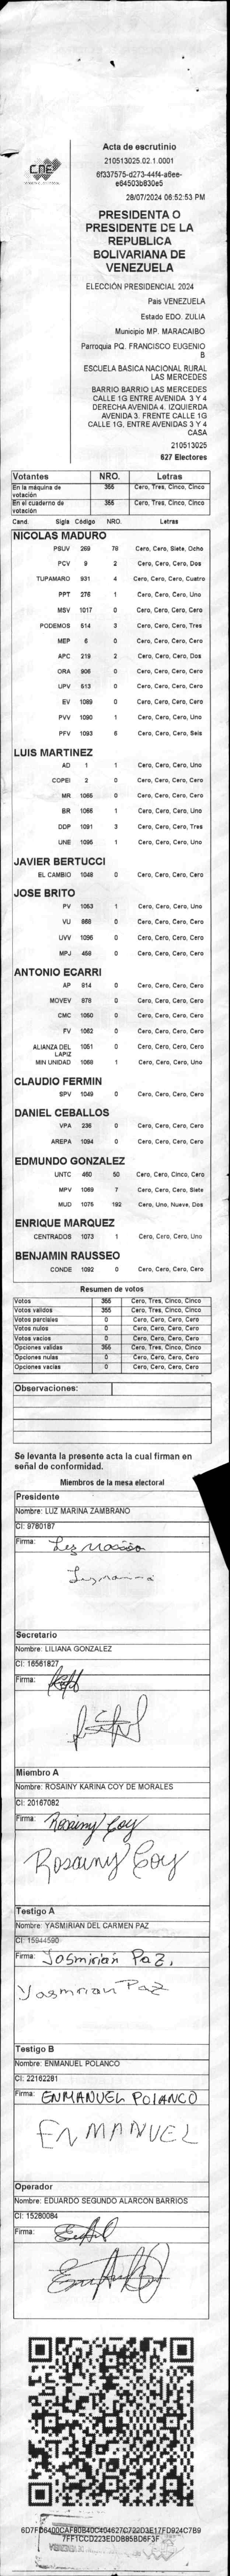 CNE
Acta de escrutinio
210513025.02.1.0001
6f337575-d273-44f4-a6ee-
e64503b830e5
28/07/2024 06:52:53 PM
PRESIDENTA O
PRESIDENTE DE LA
REPUBLICA
BOLIVARIANA DE
VENEZUELA
ELECCIÓN PRESIDENCIAL 2024
Pais VENEZUELA
Estado EDO. ZULIA
Municipio MP. MARACAIBO
Parroquia PQ. FRANCISCO EUGENIO
B
ESCUELA BASICA NACIONAL RURAL
LAS MERCEDES
BARRIO BARRIO LAS MERCEDES
CALLE 1G ENTRE AVENIDA 3 Y 4
DERECHA AVENIDA 4. IZQUIERDA
AVENIDA 3. FRENTE CALLE 1G
CALLE 1G, ENTRE AVENIDAS 3 Y 4
CASA
210513025
627 Electores
Votantes NRO. Letras
En la máquina de votación 355 Cero, Tres, Cinco, Cinco
En el cuaderno de votación 355 Cero, Tres, Cinco, Cinco
Cand. Sigla Código NRO. Letras
NICOLAS MADURO
PSUV 269 78 Cero, Cero, Siete, Ocho
PCV 9 2 Cero, Cero, Cero, Dos
TUPAMARO 931 4 Cero, Cero, Cero, Cuatro
PPT 276 1 Cero, Cero, Cero, Uno
MSV 1017 0 Cero, Cero, Cero, Cero
PODEMOS 514 3 Cero, Cero, Cero, Tres
MEP 6 0 Cero, Cero, Cero, Cero
APC 219 2 Cero, Cero, Cero, Dos
ORA 906 0 Cero, Cero, Cero, Cero
UPV 513 0 Cero, Cero, Cero, Cero
EV 1089 0 Cero, Cero, Cero, Cero
PVV 1090 1 Cero, Cero, Cero, Uno
PFV 1093 6 Cero, Cero, Cero, Seis
LUIS MARTINEZ
AD 1 1 Cero, Cero, Cero, Uno
COPEI 2 0 Cero, Cero, Cero, Cero
MR 1055 0 Cero, Cero, Cero, Cero
BR 1066 1 Cero, Cero, Cero, Uno
DDP 1091 3 Cero, Cero, Cero, Tres
UNE 1095 1 Cero, Cero, Cero, Uno
JAVIER BERTUCCI
EL CAMBIO 1048 0 Cero, Cero, Cero, Cero
JOSE BRITO
PV 1053 1 Cero, Cero, Cero, Uno
VU 968 0 Cero, Cero, Cero, Cero
UVV 1096 0 Cero, Cero, Cero, Cero
MPJ 459 0 Cero, Cero, Cero, Cero
ANTONIO ECARRI
AP 914 0 Cero, Cero, Cero, Cero
MOVEV 978 0 Cero, Cero, Cero, Cero
CMC 1050 0 Cero, Cero, Cero, Cero
FV 1062 0 Cero, Cero, Cero, Cero
ALIANZA DEL LAPIZ 1051 0 Cero, Cero, Cero, Cero
MIN UNIDAD 1068 1 Cero, Cero, Cero, Uno
CLAUDIO FERMIN
SPV 1049 0 Cero, Cero, Cero, Cero
DANIEL CEBALLOS
VPA 236 0 Cero, Cero, Cero, Cero
AREPA 1094 0 Cero, Cero, Cero, Cero
EDMUNDO GONZALEZ
UNTC 460 50 Cero, Cero, Cinco, Cero
MPV 1069 7 Cero, Cero, Cero, Siete
MUD 1075 192 Cero, Uno, Nueve, Dos
ENRIQUE MARQUEZ
CENTRADOS 1073 1 Cero, Cero, Cero, Uno
BENJAMIN RAUSSEO
CONDE 1092 0 Cero, Cero, Cero, Cero
Resumen de votos
Votos 355 Cero, Tres, Cinco, Cinco
Votos validos 355 Cero, Tres, Cinco, Cinco
Votos parciales 0 Cero, Cero, Cero, Cero
Votos nulos 0 Cero, Cero, Cero, Cero
Votos vacios 0 Cero, Cero, Cero, Cero
Opciones validas 355 Cero, Tres, Cinco, Cinco
Opciones nulas 0 Cero, Cero, Cero, Cero
Opciones vacias 0 Cero, Cero, Cero, Cero
Observaciones:
Se levanta la presente acta la cual firman en
señal de conformidad.
Miembros de la mesa electoral
Presidente
Nombre: LUZ MARINA ZAMBRANO
CI: 9780187
Firma: Luz Marina
Secretario
Nombre: LILIANA GONZALEZ
CI: 16561827
Firma:
Miembro A
Nombre: ROSAINY KARINA COY DE MORALES
CI: 20167082
Firma: Rosainy Coy
Rosainy Coy
Testigo A
Nombre: YASMIRIAN DEL CARMEN PAZ
CI: 15944590
Firma: Yosmirian Paz.
Yasmirian Paz
Testigo B
Nombre: ENMANUEL POLANCO
CI: 22162281
Firma: ENMANUEL POLANCO
ENMANUEL
Operador
Nombre: EDUARDO SEGUNDO ALARCON BARRIOS
CI: 15280084
Firma:
6D7FD6400CAF80B40C404627C722D3E17FD924C7B9
7FF1CCD223EDDB85BD6F3F